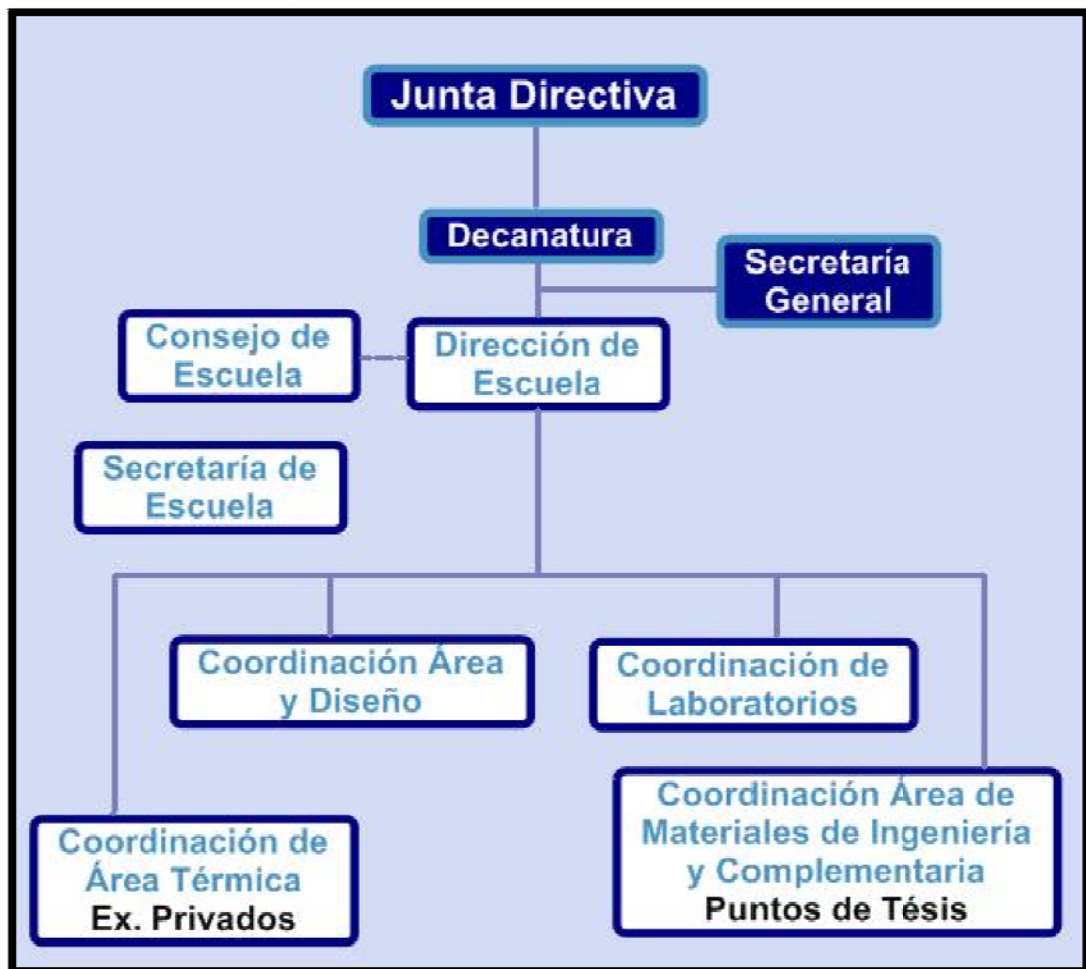 Junta Directiva
Decanatura
Secretaría
General
Consejo de
Escuela
Dirección de
Escuela
Secretaría de
Escuela
Coordinación Área
y Diseño
Coordinación de
Laboratorios
Coordinación de
Área Térmica
Ex. Privados
Coordinación Área de
Materiales de Ingeniería
y Complementaria
Puntos de Tésis